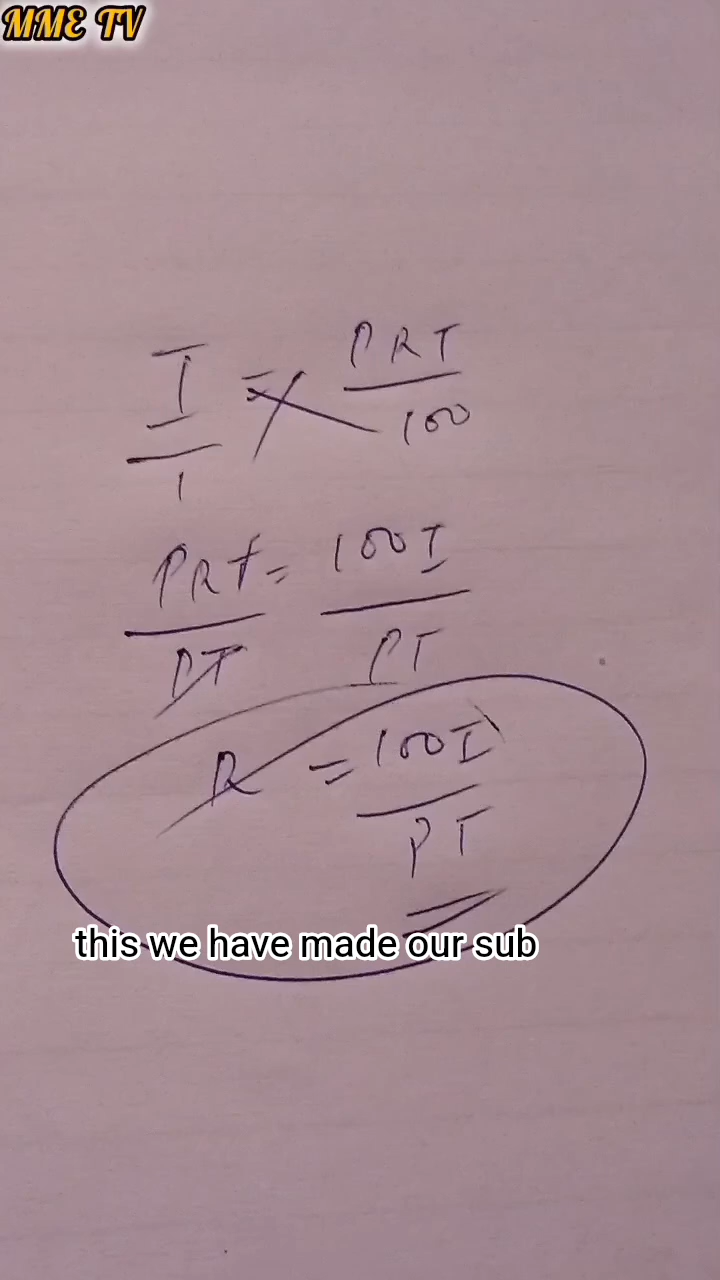 MME TV
I/1 = PRT/100
PRT/PT = 100I/PT
R = 100I/PT
this we have made our sub